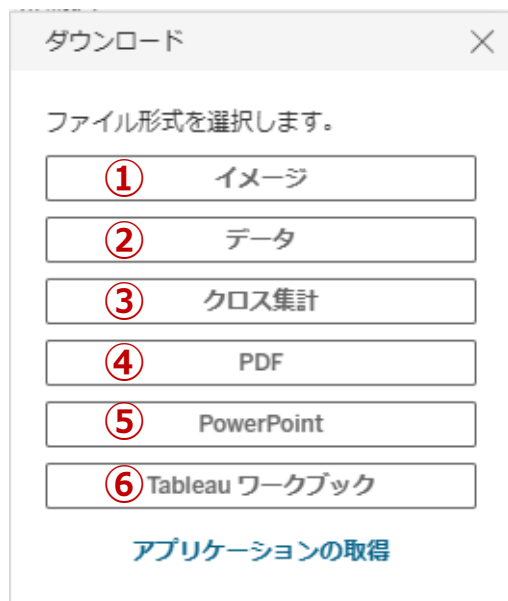 ダウンロード
ファイル形式を選択します。
① イメージ
② データ
③ クロス集計
④ PDF
⑤ PowerPoint
⑥ Tableau ワークブック
アプリケーションの取得